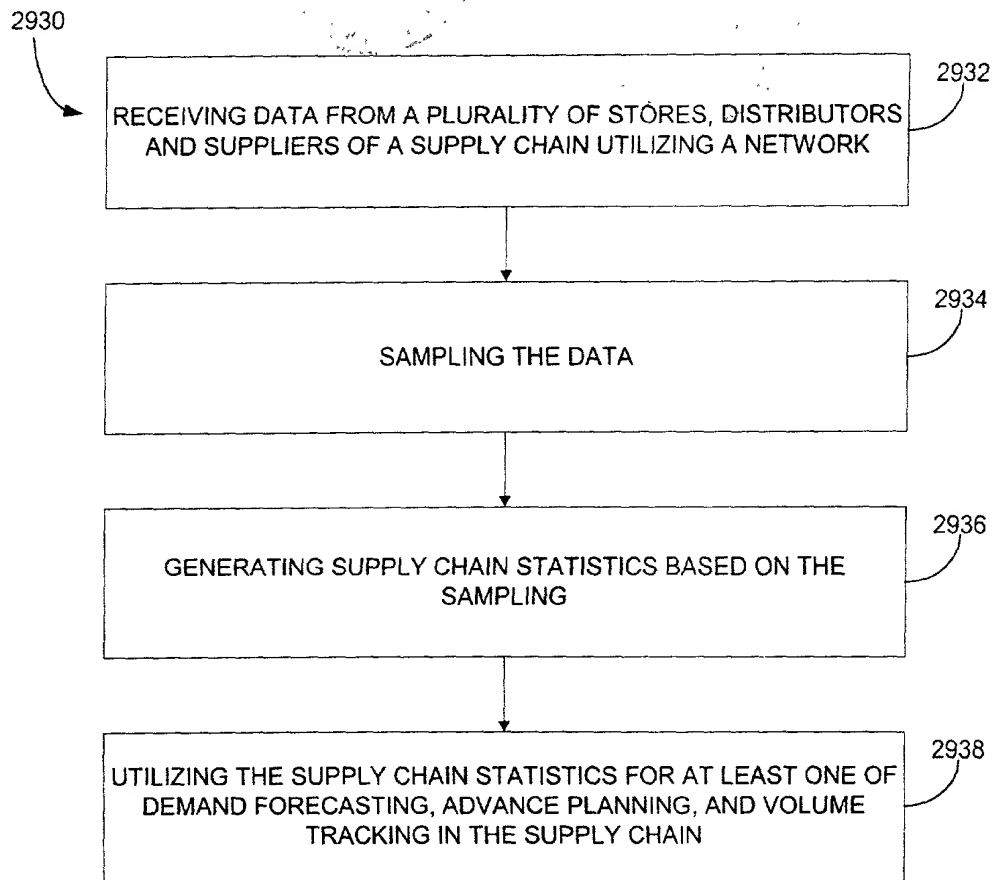 2930
2932
RECEIVING DATA FROM A PLURALITY OF STORES, DISTRIBUTORS
AND SUPPLIERS OF A SUPPLY CHAIN UTILIZING A NETWORK
2934
SAMPLING THE DATA
2936
GENERATING SUPPLY CHAIN STATISTICS BASED ON THE
SAMPLING
2938
UTILIZING THE SUPPLY CHAIN STATISTICS FOR AT LEAST ONE OF
DEMAND FORECASTING, ADVANCE PLANNING, AND VOLUME
TRACKING IN THE SUPPLY CHAIN